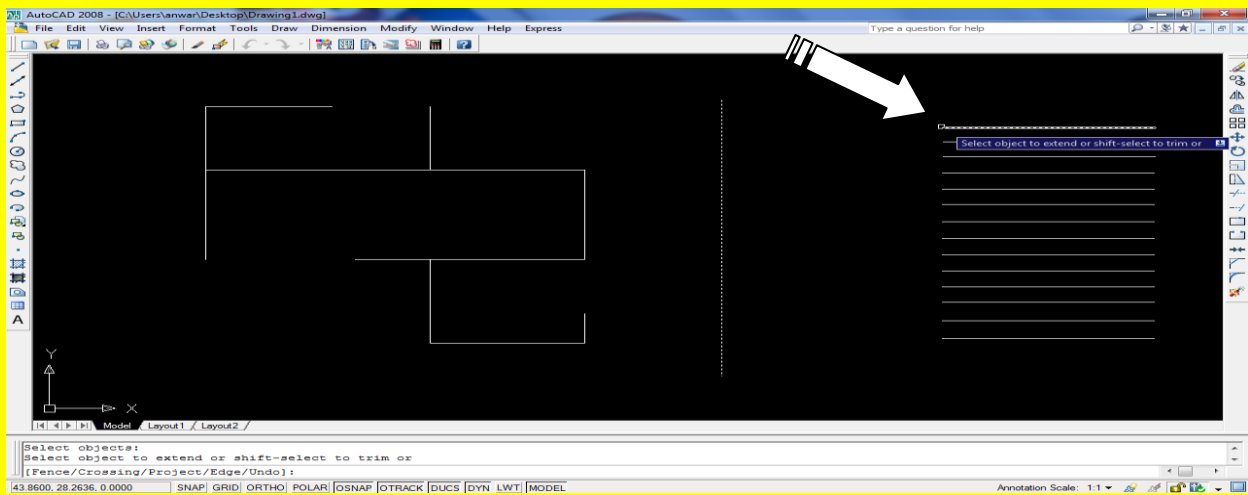 AutoCAD 2008 - [C:\Users\anwar\Desktop\Drawing1.dwg]
File Edit View Insert Format Tools Draw Dimension Modify Window Help Express Type a question for help
A
Select object to extend or shift-select to trim or
Y
X
Model Layout1 Layout2
Select objects:
Select object to extend or shift-select to trim or
[Fence/Crossing/Project/Edge/Undo]:
43.8600, 28.2636, 0.0000 SNAP GRID ORTHO POLAR OSNAP OTRACK DUCS DYN LWT MODEL Annotation Scale: 1:1